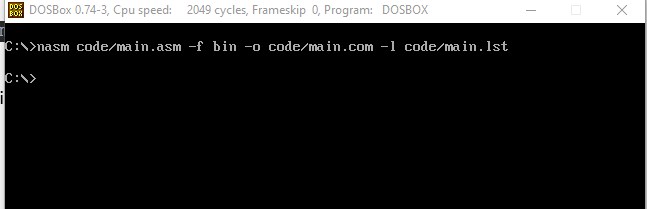 DOSBox 0.74-3, Cpu speed: 2049 cycles, Frameskip 0, Program: DOSBOX
C:\>nasm code/main.asm -f bin -o code/main.com -l code/main.lst
C:\>